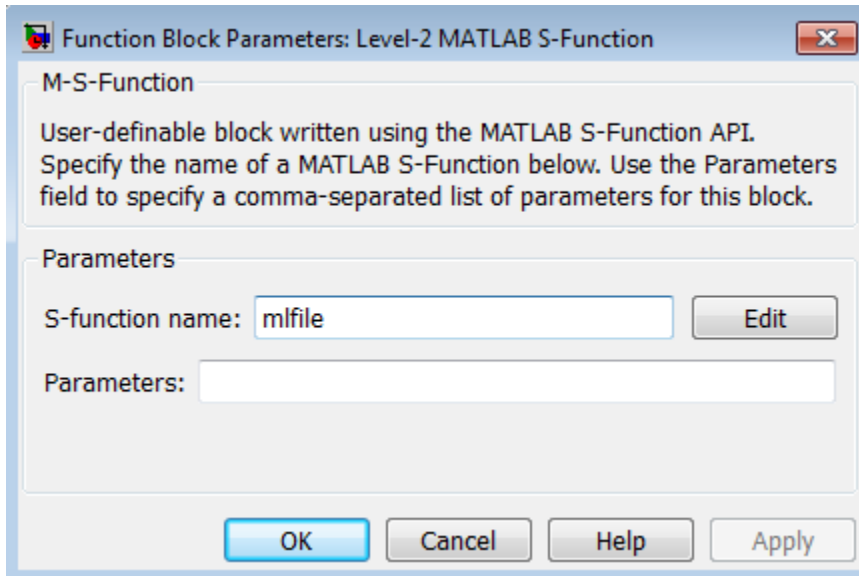 Function Block Parameters: Level-2 MATLAB S-Function
M-S-Function
User-definable block written using the MATLAB S-Function API.
Specify the name of a MATLAB S-Function below. Use the Parameters
field to specify a comma-separated list of parameters for this block.
Parameters
S-function name: mlfile Edit
Parameters:
OK Cancel Help Apply